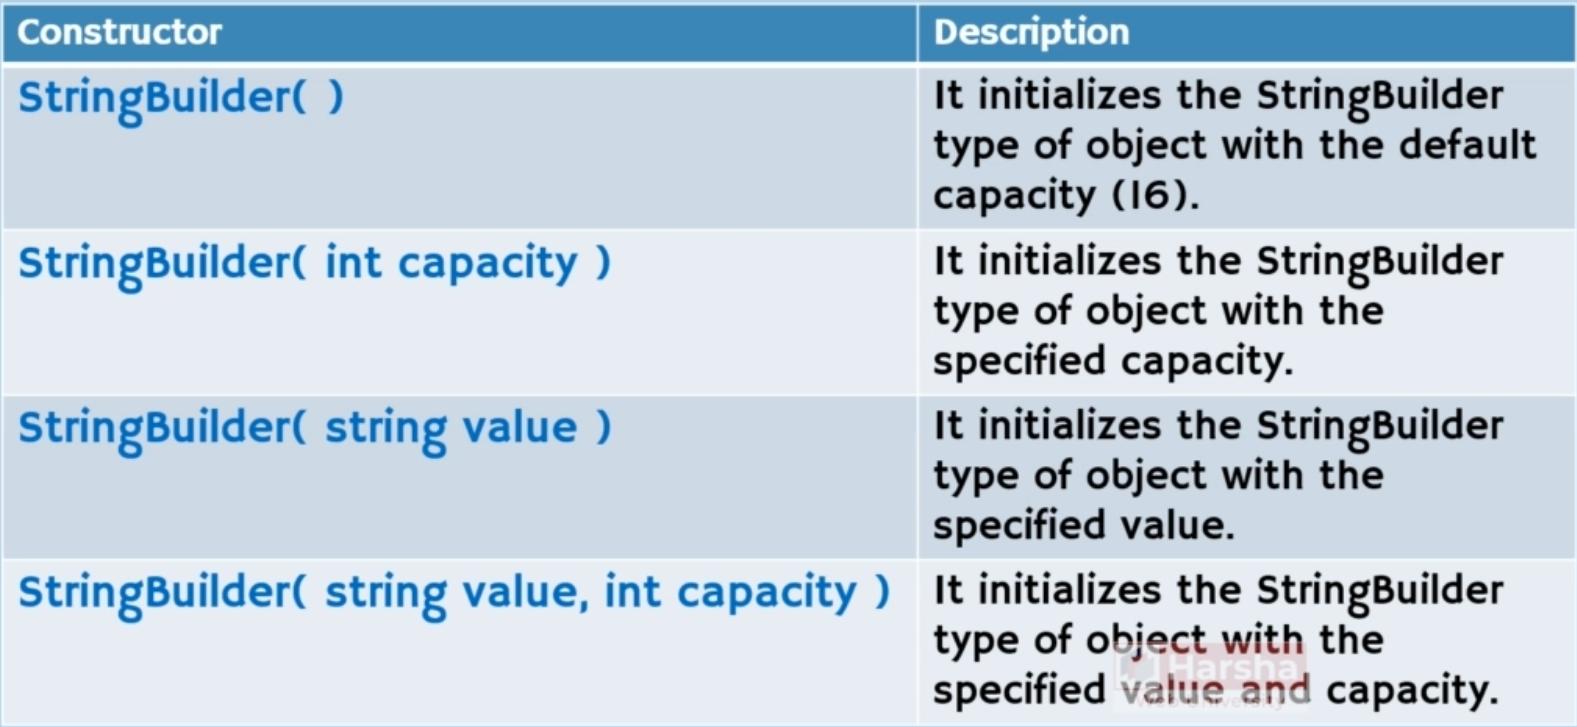 Constructor
Description
StringBuilder( )
It initializes the StringBuilder
type of object with the default
capacity (16).
StringBuilder( int capacity )
It initializes the StringBuilder
type of object with the
specified capacity.
StringBuilder( string value )
It initializes the StringBuilder
type of object with the
specified value.
StringBuilder( string value, int capacity )
It initializes the StringBuilder
type of object with the
specified value and capacity.
Harsha
Web University